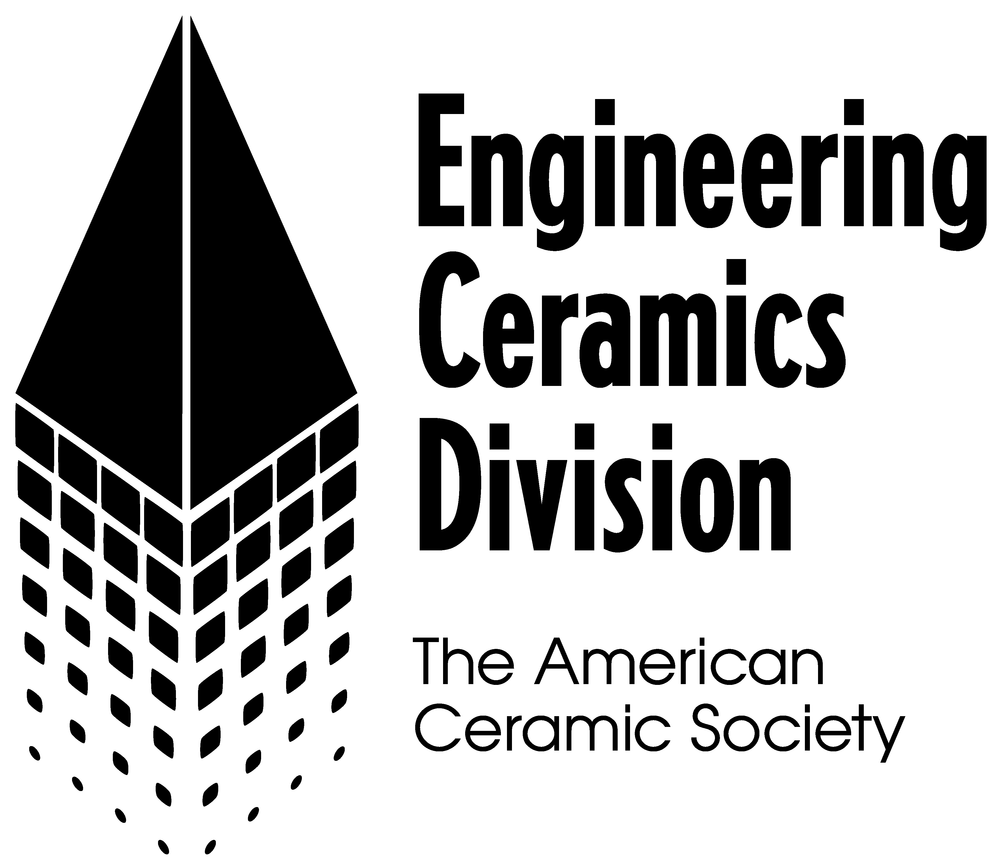 Engineering
Ceramics
Division
The American
Ceramic Society